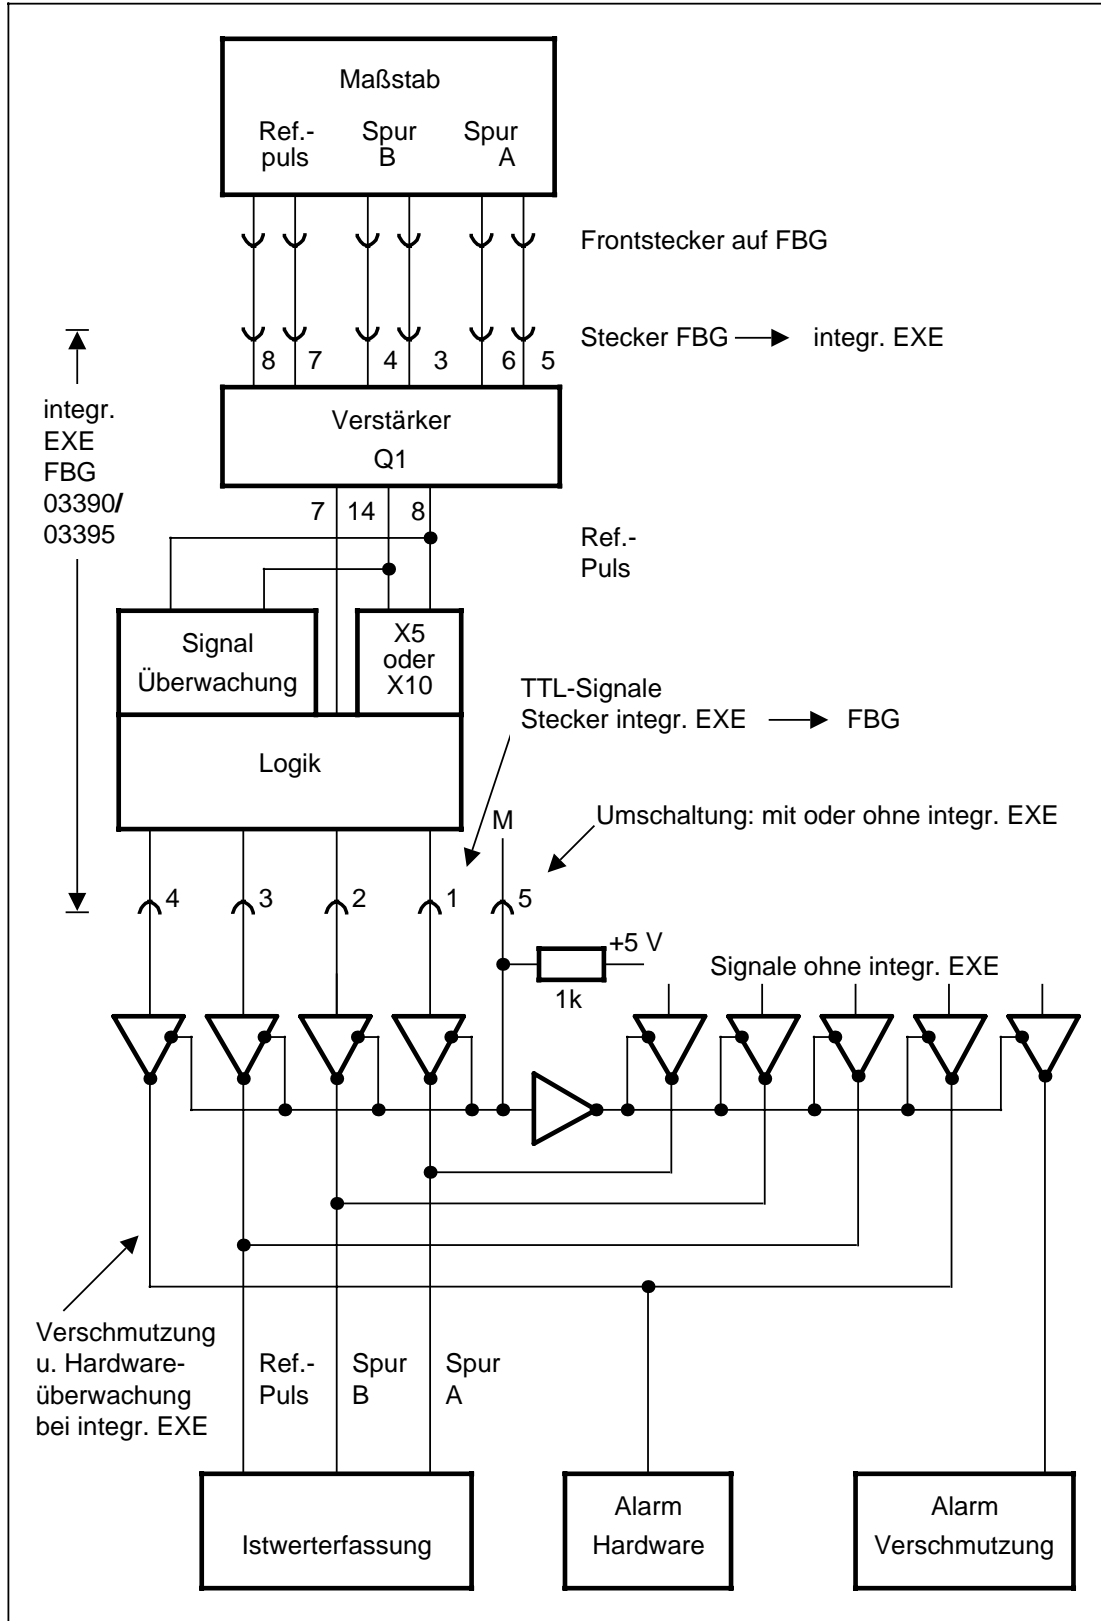 Maßstab
Ref.-
puls
Spur
B
Spur
A
Frontstecker auf FBG
Stecker FBG
integr. EXE
8
7
4
3
6
5
integr.
EXE
FBG
03390/
03395
Verstärker
Q1
7
14
8
Ref.-
Puls
Signal
Überwachung
X5
oder
X10
TTL-Signale
Stecker integr. EXE
FBG
Logik
M
Umschaltung: mit oder ohne integr. EXE
4
3
2
1
5
+5 V
1k
Signale ohne integr. EXE
Verschmutzung
u. Hardware-
überwachung
bei integr. EXE
Ref.-
Puls
Spur
B
Spur
A
Istwerterfassung
Alarm
Hardware
Alarm
Verschmutzung